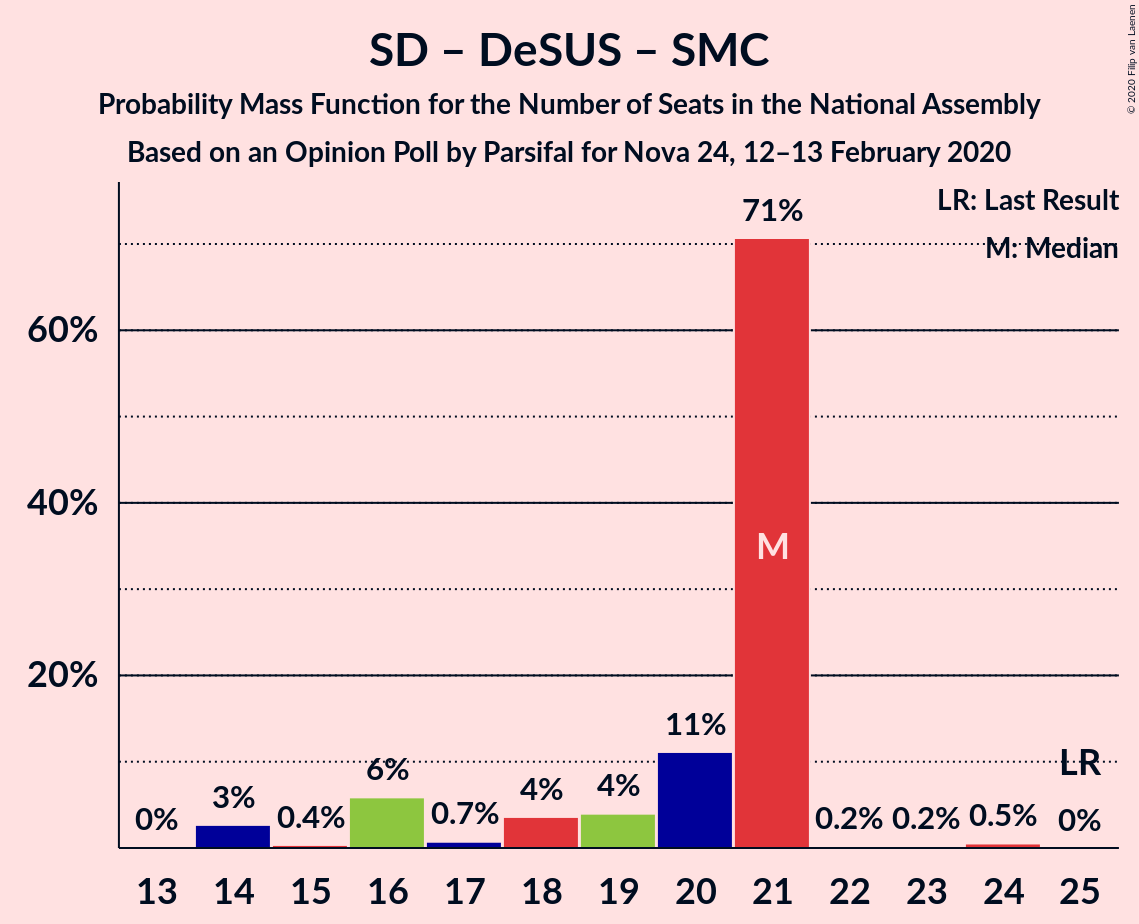 SD – DeSUS – SMC
Probability Mass Function for the Number of Seats in the National Assembly
Based on an Opinion Poll by Parsifal for Nova 24, 12–13 February 2020
© 2020 Filip van Laenen
LR: Last Result
M: Median
60%
40%
20%
0%
3%
0.4%
6%
0.7%
4%
4%
11%
71%
0.2%
0.2%
0.5%
0%
M
LR
13 14 15 16 17 18 19 20 21 22 23 24 25